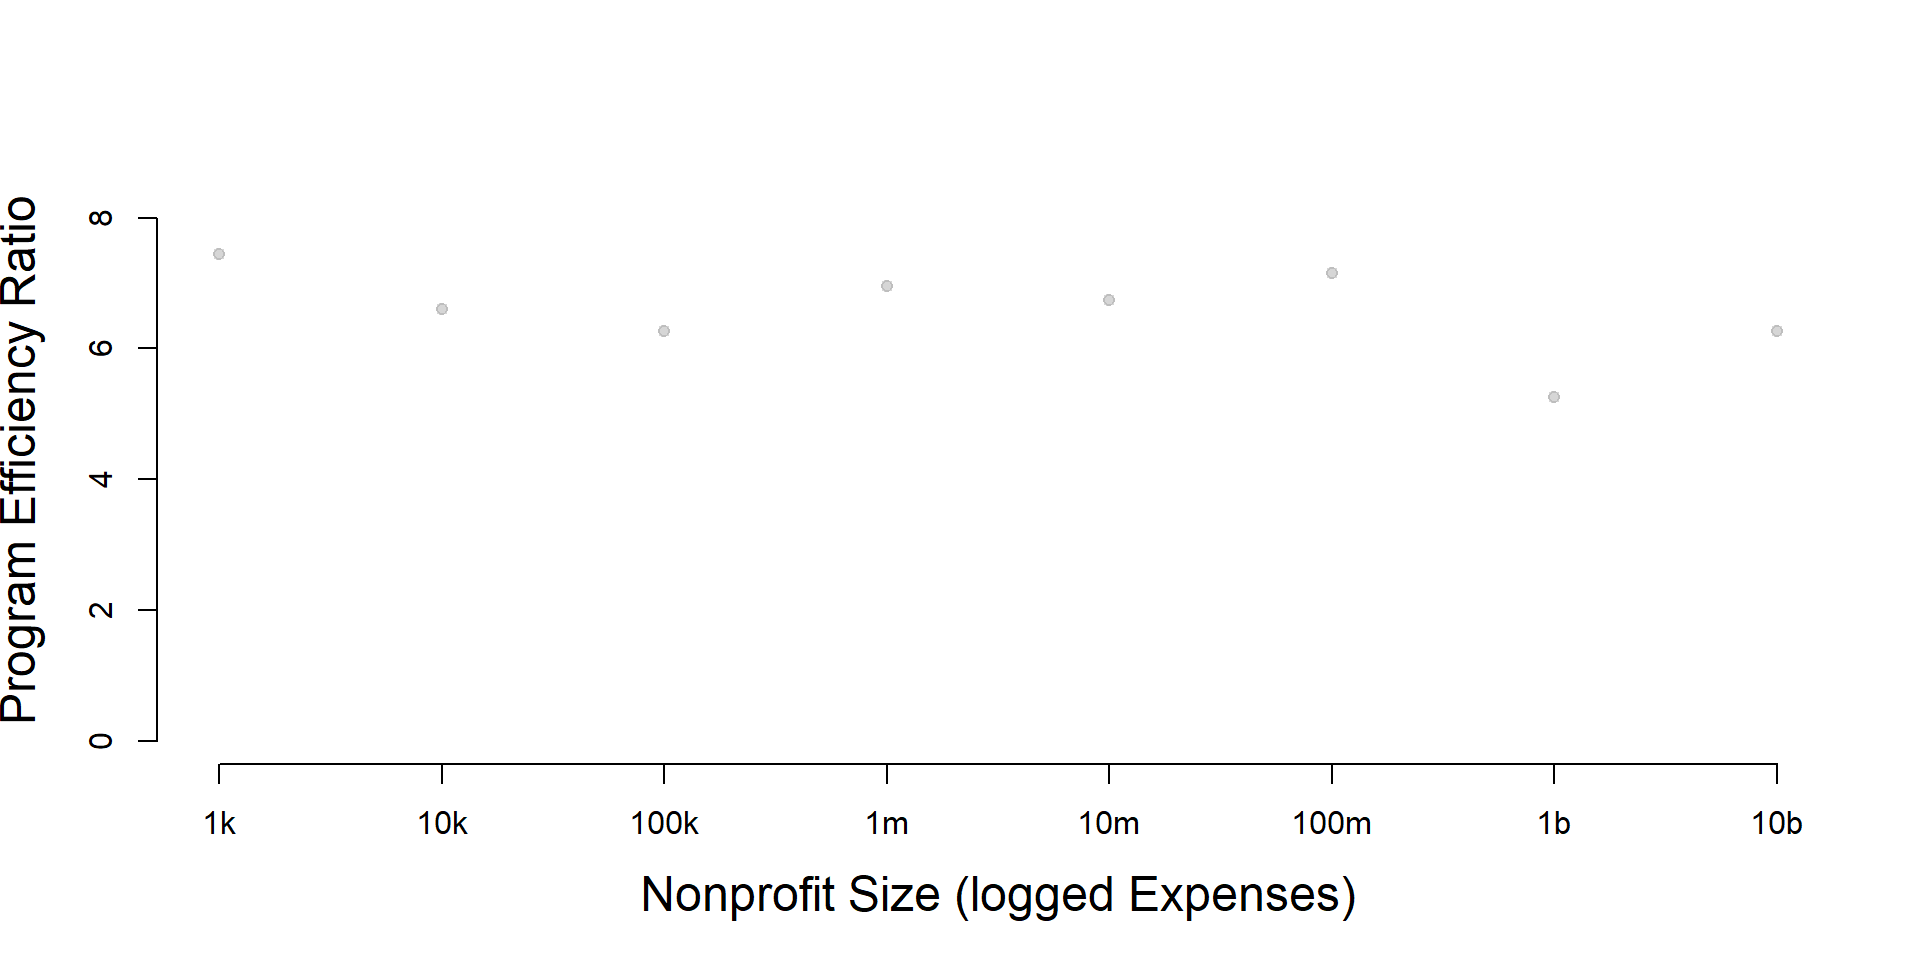 Program Efficiency Ratio
8
6
4
2
0
1k 10k 100k 1m 10m 100m 1b 10b
Nonprofit Size (logged Expenses)